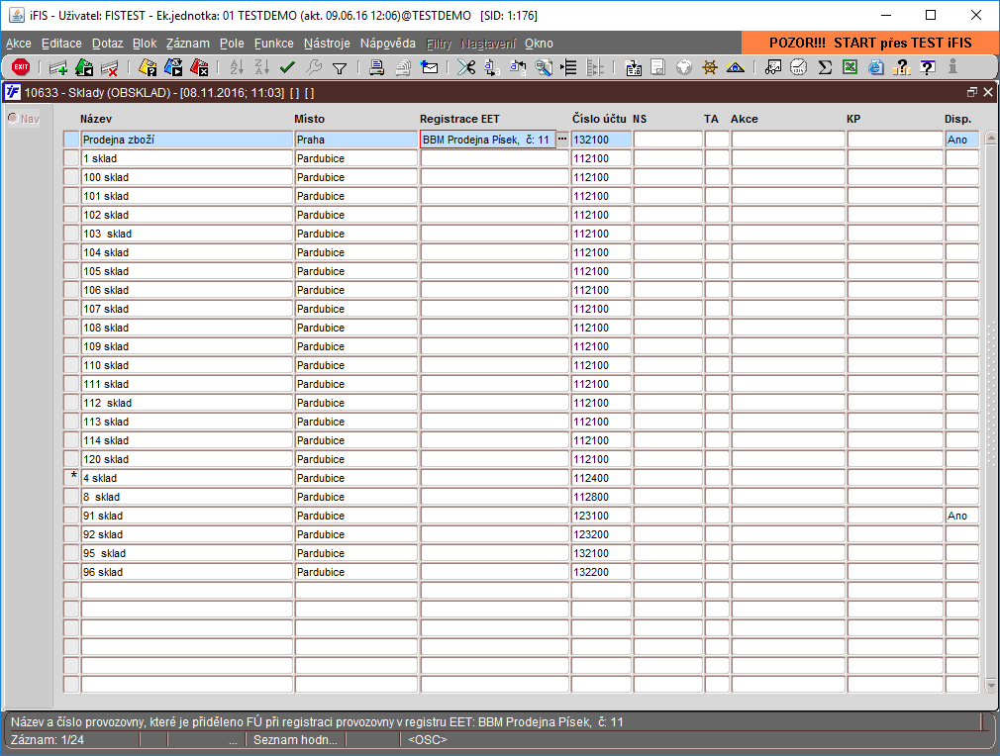 iFIS - Uživatel: FISTEST - Ek.jednotka: 01 TESTDEMO (akt. 09.06.16 12:06)@TESTDEMO [SID: 1:176]
Akce Editace Dotaz Blok Záznam Pole Funkce Nástroje Nápověda Filtry Nastavení Okno
POZOR!!! START přes TEST iFIS
EXIT
10633 - Sklady (OBSKLAD) - [08.11.2016; 11:03] [ ] [ ]
Nav
Název Místo Registrace EET Číslo účtu NS TA Akce KP Disp.
Prodejna zboží Praha BBM Prodejna Písek, č: 11 ... 132100 Ano
1 sklad Pardubice 112100
100 sklad Pardubice 112100
101 sklad Pardubice 112100
102 sklad Pardubice 112100
103 sklad Pardubice 112100
104 sklad Pardubice 112100
105 sklad Pardubice 112100
106 sklad Pardubice 112100
107 sklad Pardubice 112100
108 sklad Pardubice 112100
109 sklad Pardubice 112100
110 sklad Pardubice 112100
111 sklad Pardubice 112100
112 sklad Pardubice 112100
113 sklad Pardubice 112100
114 sklad Pardubice 112100
120 sklad Pardubice 112100
* 4 sklad Pardubice 112400
8 sklad Pardubice 112800
91 sklad Pardubice 123100 Ano
92 sklad Pardubice 123200
95 sklad Pardubice 132100
96 sklad Pardubice 132200
Název a číslo provozovny, které je přiděleno FÚ při registraci provozovny v registru EET: BBM Prodejna Písek, č: 11
Záznam: 1/24 ... Seznam hodn... <OSC>